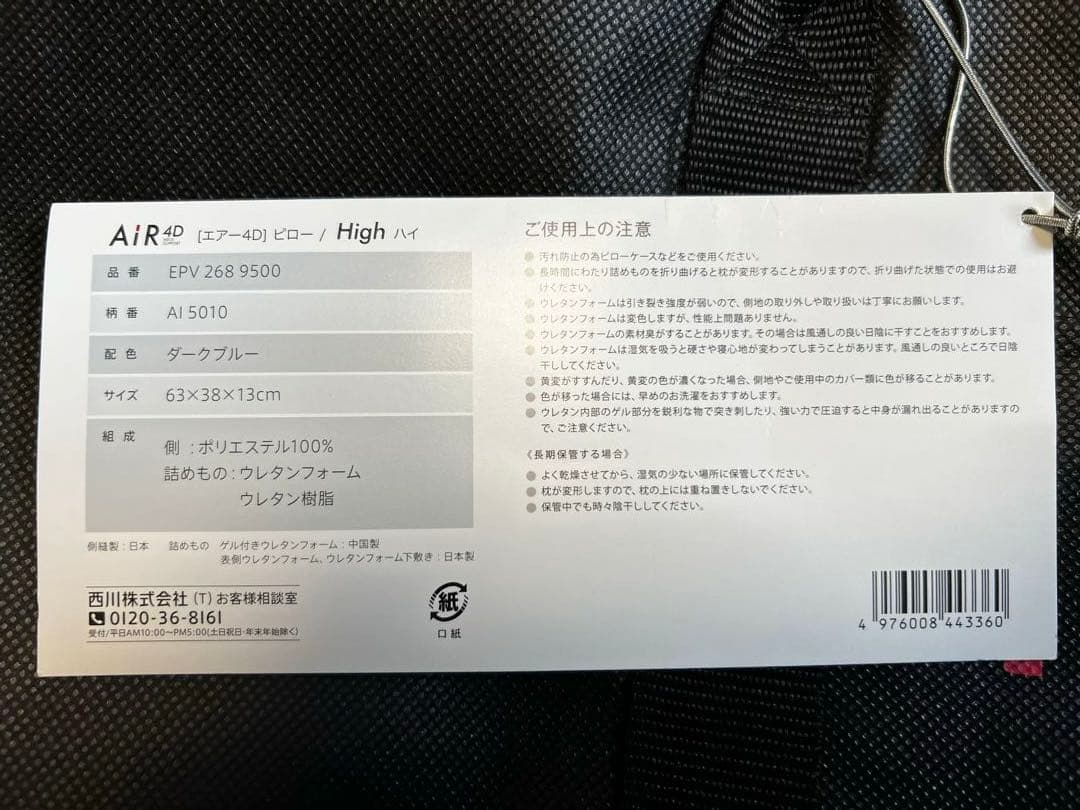 AiR 4D [エアー4D] ピロー / High ハイ
品 番 EPV 268 9500
柄 番 AI 5010
配 色 ダークブルー
サイズ 63×38×13cm
組 成
側 : ポリエステル100%
詰めもの : ウレタンフォーム
ウレタン樹脂
側縫製 : 日本 詰めもの ゲル付きウレタンフォーム : 中国製
表側ウレタンフォーム、ウレタンフォーム下敷き : 日本製
西川株式会社 (T) お客様相談室
0120-36-8161
受付/平日AM10:00〜PM5:00(土日祝日・年末年始除く)
紙
口 紙
ご使用上の注意
● 汚れ防止の為ピローケースなどをご使用ください。
● 長時間にわたり詰めものを折り曲げると枕が変形することがありますので、折り曲げた状態での使用はお避
けください。
● ウレタンフォームは引き裂き強度が弱いので、側地の取り外しや取り扱いは丁寧にお願いします。
● ウレタンフォームは変色しますが、性能上問題ありません。
● ウレタンフォームの素材臭がすることがあります。その場合は風通しの良い日陰に干すことをおすすめします。
● ウレタンフォームは湿気を吸うと硬さや寝心地が変わってしまうことがあります。風通しの良いところで日陰
干ししてください。
● 黄変がすすんだり、黄変の色が濃くなった場合、側地やご使用中のカバー類に色が移ることがあります。
● 色が移った場合には、早めのお洗濯をおすすめします。
● ウレタン内部のゲル部分を鋭利な物で突き刺したり、強い力で圧迫すると中身が漏れ出ることがありますの
で、ご注意ください。
《長期保管する場合》
● よく乾燥させてから、湿気の少ない場所に保管してください。
● 枕が変形しますので、枕の上には重ね置きしないでください。
● 保管中でも時々陰干ししてください。
4 976008 443360